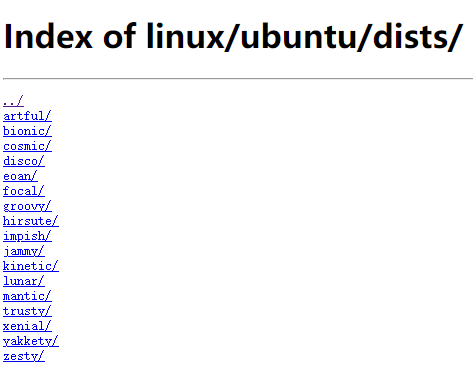 Index of linux/ubuntu/dists/
../
artful/
bionic/
cosmic/
disco/
eoan/
focal/
groovy/
hirsute/
impish/
jammy/
kinetic/
lunar/
mantic/
trusty/
xenial/
yakkety/
zesty/